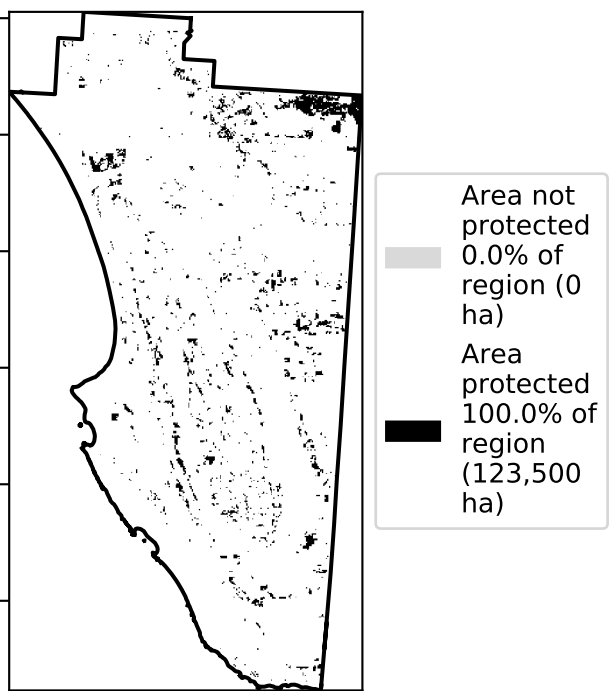 Area not
protected
0.0% of
region (0
ha)
Area
protected
100.0% of
region
(123,500
ha)